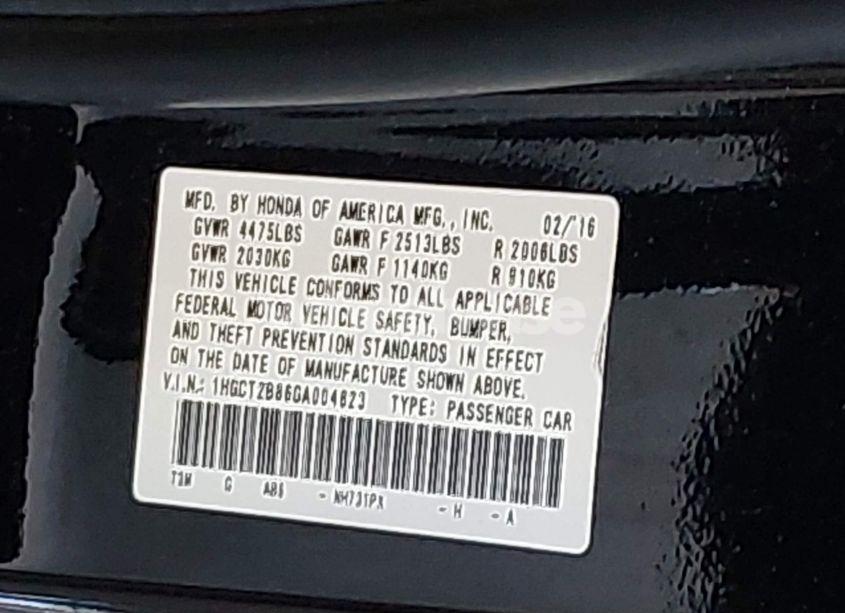 MFD. BY HONDA OF AMERICA MFG., INC. 02/16
GVWR 4475LBS GAWR F 2513LBS R 2006LBS
GVWR 2030KG GAWR F 1140KG R 910KG
THIS VEHICLE CONFORMS TO ALL APPLICABLE
FEDERAL MOTOR VEHICLE SAFETY, BUMPER,
AND THEFT PREVENTION STANDARDS IN EFFECT
ON THE DATE OF MANUFACTURE SHOWN ABOVE.
V.I.N.: 1HGCT2B86GA004823 TYPE: PASSENGER CAR
G - NH731PX - H - A